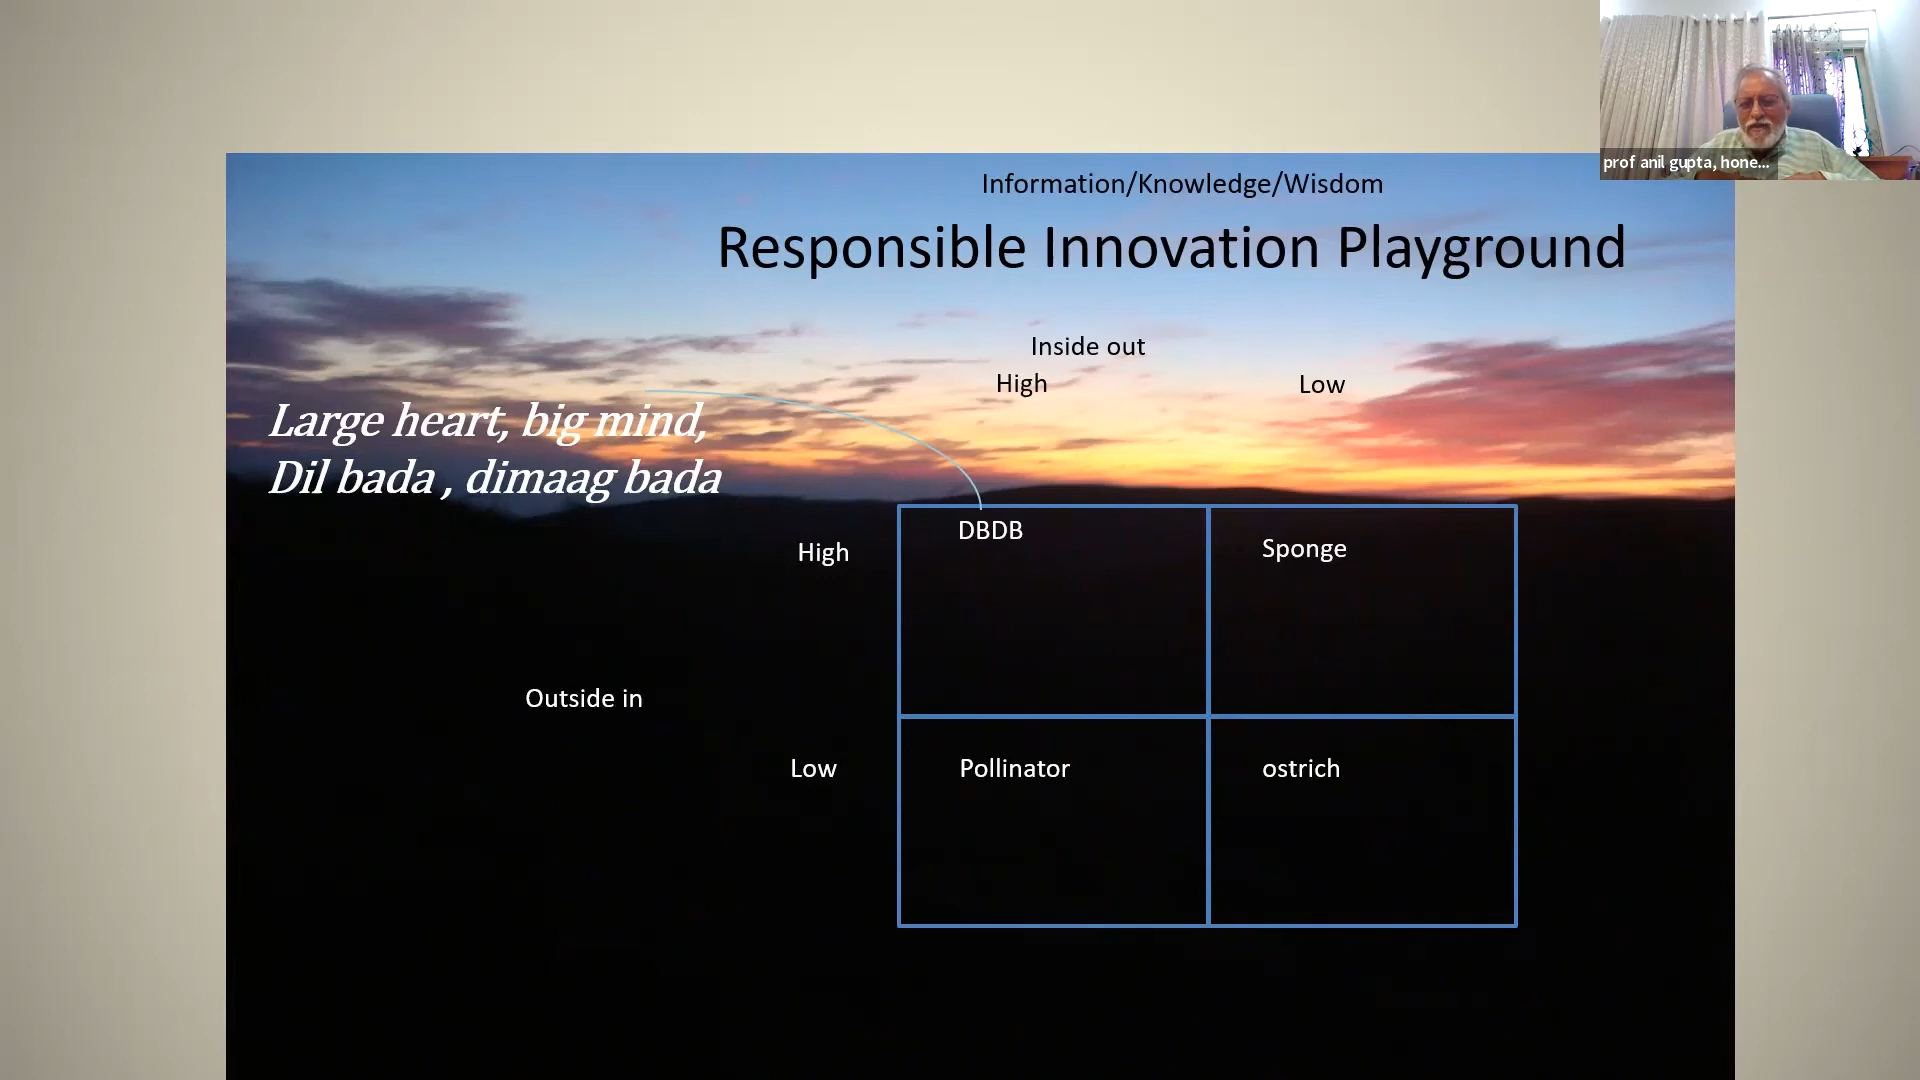 prof anil gupta, hone...
Information/Knowledge/Wisdom
Responsible Innovation Playground
Inside out
High Low
Large heart, big mind,
Dil bada , dimaag bada
High DBDB Sponge
Outside in
Low Pollinator ostrich